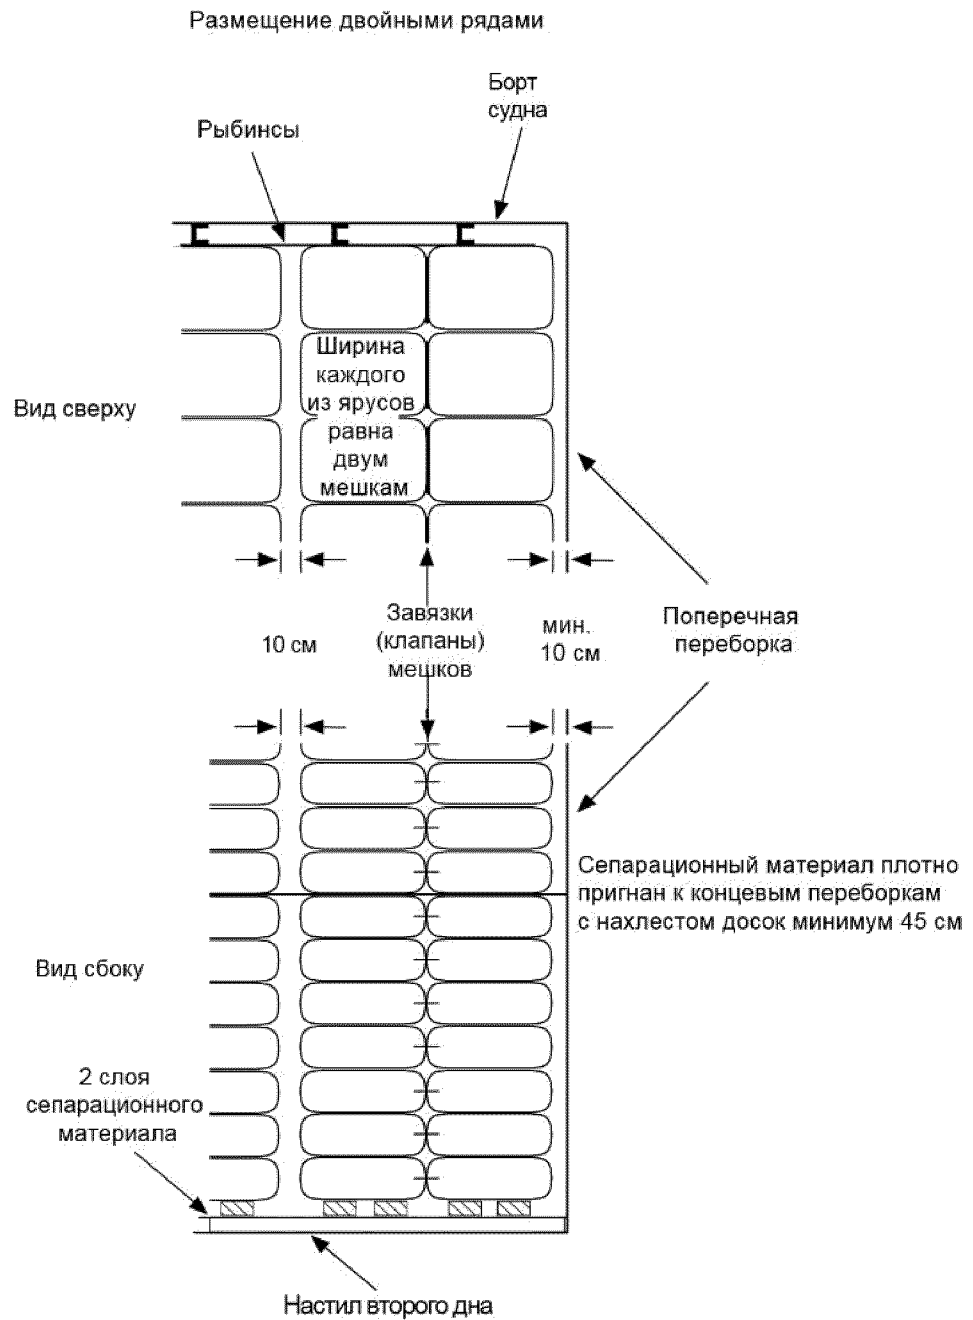 Размещение двойными рядами
Борт
судна
Рыбинсы
Вид сверху
Ширина
каждого
из ярусов
равна
двум
мешкам
10 см
Завязки
(клапаны)
мешков
мин.
10 см
Поперечная
переборка
Сепарационный материал плотно
пригнан к концевым переборкам
с нахлестом досок минимум 45 см
Вид сбоку
2 слоя
сепарационного
материала
Настил второго дна